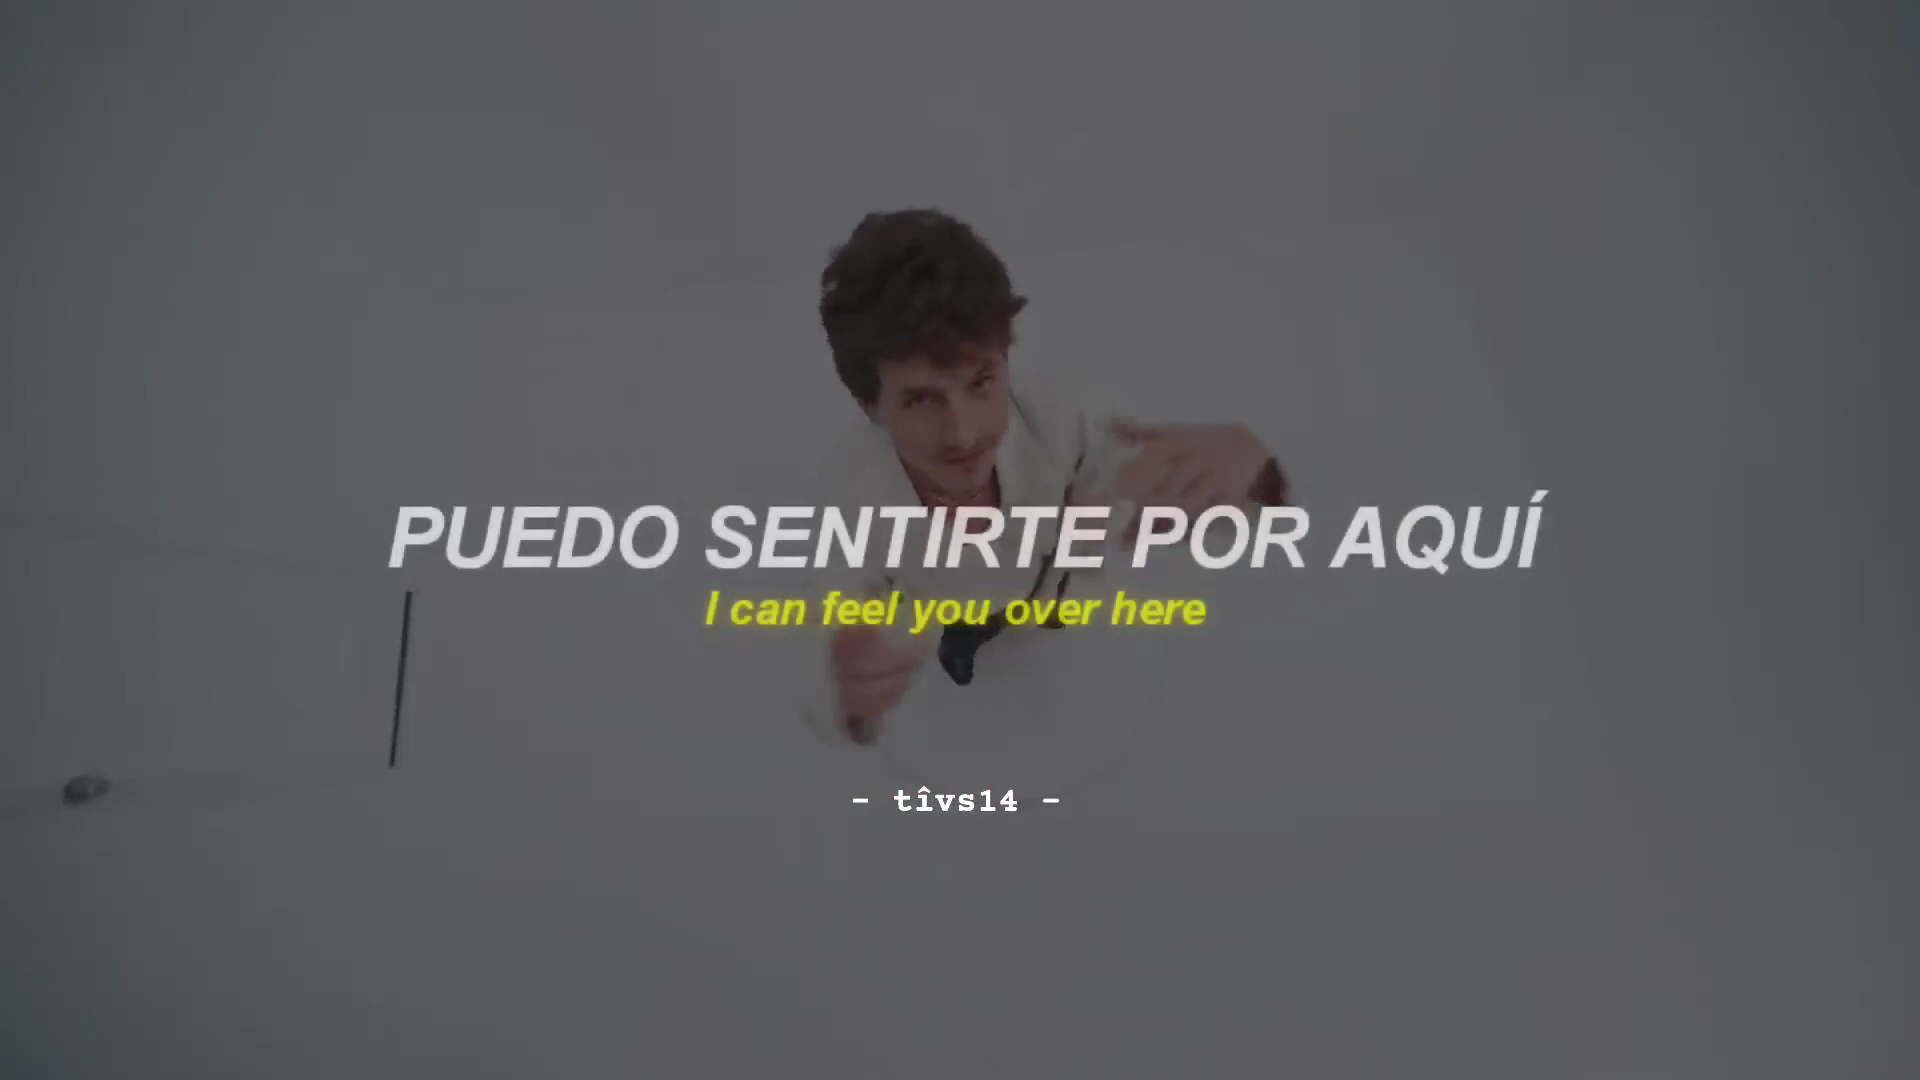 PUEDO SENTIRTE POR AQUÍ
I can feel you over here
- tîvs14 -